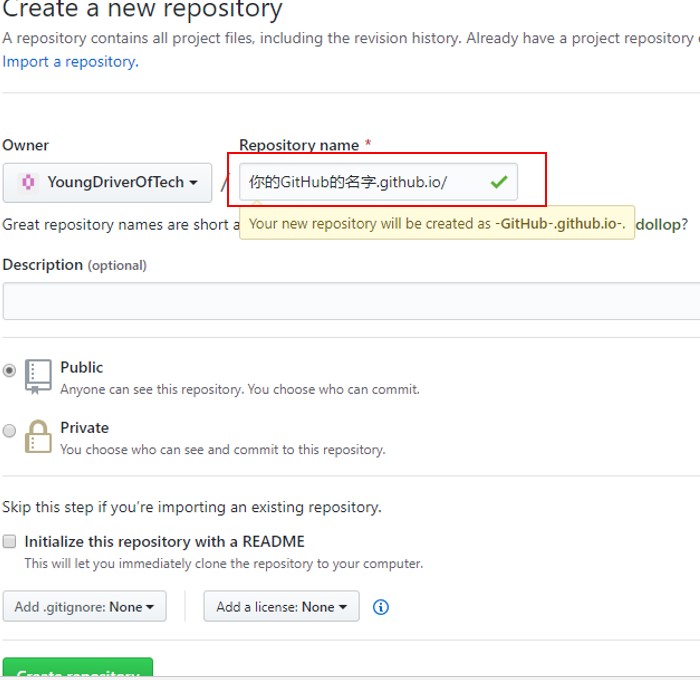 Create a new repository
A repository contains all project files, including the revision history. Already have a project repository
Import a repository.
Owner
Repository name *
YoungDriverOfTech
/
你的GitHub的名字.github.io/
Your new repository will be created as -GitHub-.github.io-.
Great repository names are short a
dollop?
Description (optional)
Public
Anyone can see this repository. You choose who can commit.
Private
You choose who can see and commit to this repository.
Skip this step if you’re importing an existing repository.
Initialize this repository with a README
This will let you immediately clone the repository to your computer.
Add .gitignore: None
Add a license: None
Create repository